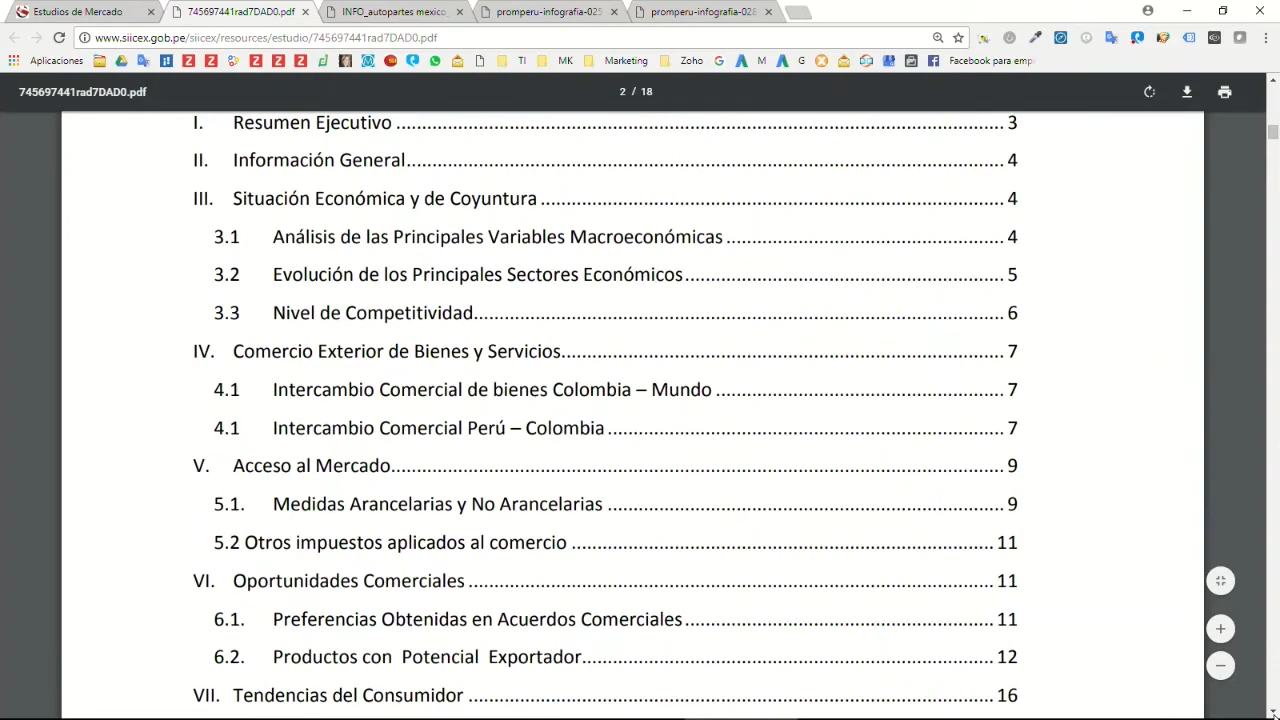 Estudios de Mercado
745697441rad7DAD0.pdf
INFO_autopartes mexico_
promperu-infografia-025
promperu-infografia-028
www.siicex.gob.pe/siicex/resources/estudio/745697441rad7DAD0.pdf
Aplicaciones TI MK Marketing Zoho M G Facebook para emp
745697441rad7DAD0.pdf
2 / 18
I. Resumen Ejecutivo ........ 3
II. Información General........ 4
III. Situación Económica y de Coyuntura ........ 4
3.1 Análisis de las Principales Variables Macroeconómicas ........ 4
3.2 Evolución de los Principales Sectores Económicos........ 5
3.3 Nivel de Competitividad........ 6
IV. Comercio Exterior de Bienes y Servicios........ 7
4.1 Intercambio Comercial de bienes Colombia – Mundo ........ 7
4.1 Intercambio Comercial Perú – Colombia ........ 7
V. Acceso al Mercado........ 9
5.1. Medidas Arancelarias y No Arancelarias ........ 9
5.2 Otros impuestos aplicados al comercio ........ 11
VI. Oportunidades Comerciales ........ 11
6.1. Preferencias Obtenidas en Acuerdos Comerciales........ 11
6.2. Productos con Potencial Exportador........ 12
VII. Tendencias del Consumidor ........ 16